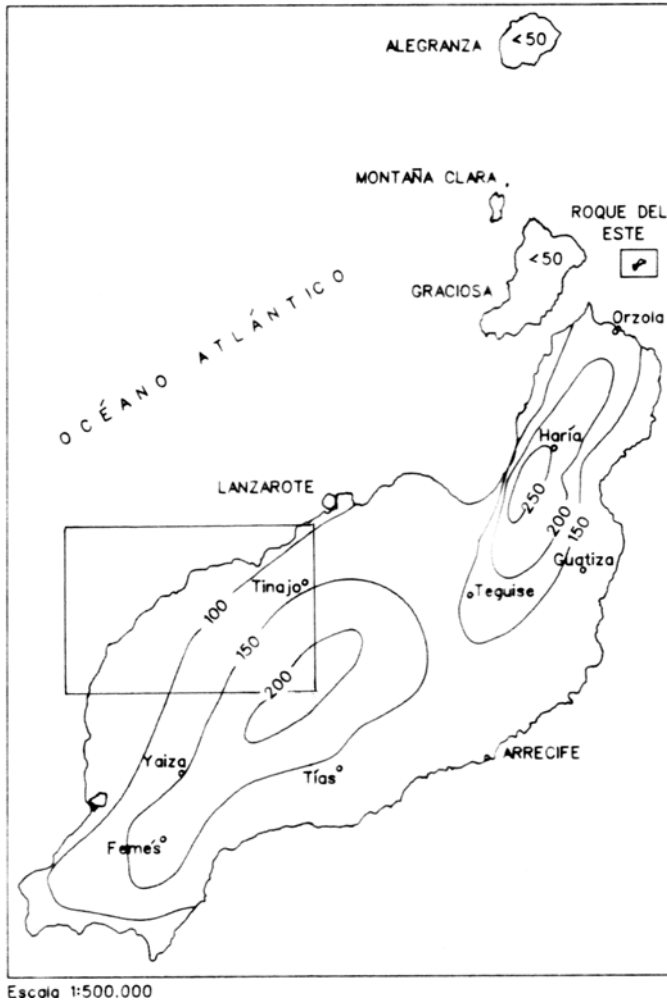 ALEGRANZA
<50
MONTAÑA CLARA
ROQUE DEL
ESTE
<50
GRACIOSA
OCÉANO ATLÁNTICO
Orzola
Haría
LANZAROTE
250
200
150
Guatiza
Tinajo
Teguise
100
150
200
Yaiza
Tías
ARRECIFE
Femés
Escala 1:500.000